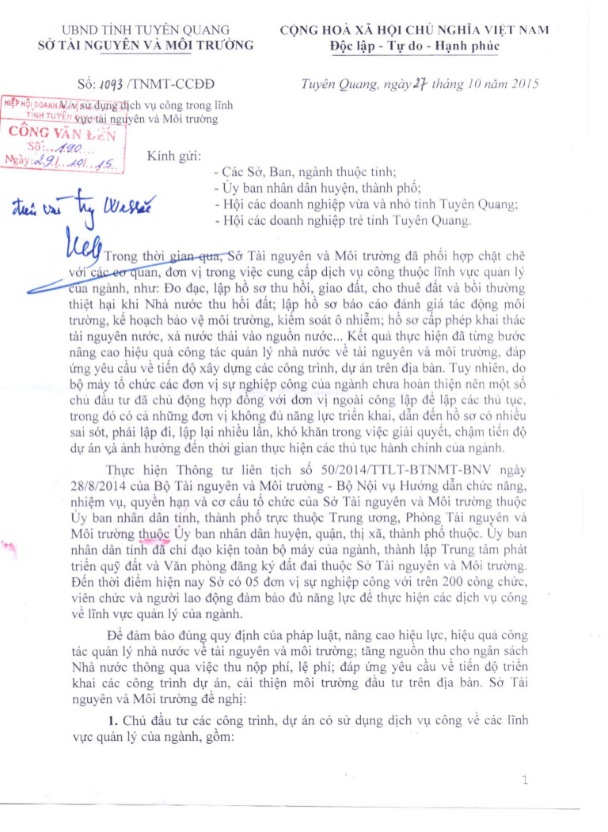 UBND TỈNH TUYÊN QUANG
SỞ TÀI NGUYÊN VÀ MÔI TRƯỜNG
CỘNG HOÀ XÃ HỘI CHỦ NGHĨA VIỆT NAM
Độc lập - Tự do - Hạnh phúc
Số: 1093/TNMT-CCĐĐ
Tuyên Quang, ngày 27 tháng 10 năm 2015
V/v sử dụng dịch vụ công trong lĩnh
vực tài nguyên và Môi trường
HIỆP HỘI DOANH
TỈNH TUYÊN
CÔNG VĂN ĐẾN
Số: 190
Ngày: 29/10/15
Kính gửi:
- Các Sở, Ban, ngành thuộc tỉnh;
- Ủy ban nhân dân huyện, thành phố;
- Hội các doanh nghiệp vừa và nhỏ tỉnh Tuyên Quang;
- Hội các doanh nghiệp trẻ tỉnh Tuyên Quang.
Trong thời gian qua, Sở Tài nguyên và Môi trường đã phối hợp chặt chẽ
với các cơ quan, đơn vị trong việc cung cấp dịch vụ công thuộc lĩnh vực quản lý
của ngành, như: Đo đạc, lập hồ sơ thu hồi, giao đất, cho thuê đất và bồi thường
thiệt hại khi Nhà nước thu hồi đất; lập hồ sơ báo cáo đánh giá tác động môi
trường, kế hoạch bảo vệ môi trường, kiểm soát ô nhiễm; hồ sơ cấp phép khai thác
tài nguyên nước, xả nước thải vào nguồn nước... Kết quả thực hiện đã từng bước
nâng cao hiệu quả công tác quản lý nhà nước về tài nguyên và môi trường, đáp
ứng yêu cầu về tiến độ xây dựng các công trình, dự án trên địa bàn. Tuy nhiên, do
bộ máy tổ chức các đơn vị sự nghiệp công của ngành chưa hoàn thiện nên một số
chủ đầu tư đã chủ động hợp đồng với đơn vị ngoài công lập để lập các thủ tục,
trong đó có cả những đơn vị không đủ năng lực triển khai, dẫn đến hồ sơ có nhiều
sai sót, phải lập đi, lập lại nhiều lần, khó khăn trong việc giải quyết, chậm tiến độ
dự án và ảnh hưởng đến thời gian thực hiện các thủ tục hành chính của ngành.
Thực hiện Thông tư liên tịch số 50/2014/TTLT-BTNMT-BNV ngày
28/8/2014 của Bộ Tài nguyên và Môi trường - Bộ Nội vụ Hướng dẫn chức năng,
nhiệm vụ, quyền hạn và cơ cấu tổ chức của Sở Tài nguyên và Môi trường thuộc
Ủy ban nhân dân tỉnh, thành phố trực thuộc Trung ương, Phòng Tài nguyên và
Môi trường thuộc Ủy ban nhân dân huyện, quận, thị xã, thành phố thuộc. Ủy ban
nhân dân tỉnh đã chỉ đạo kiện toàn bộ máy của ngành, thành lập Trung tâm phát
triển quỹ đất và Văn phòng đăng ký đất đai thuộc Sở Tài nguyên và Môi trường.
Đến thời điểm hiện nay Sở có 05 đơn vị sự nghiệp công với trên 200 công chức,
viên chức và người lao động đảm bảo đủ năng lực để thực hiện các dịch vụ công
về lĩnh vực quản lý của ngành.
Để đảm bảo đúng quy định của pháp luật, nâng cao hiệu lực, hiệu quả công
tác quản lý nhà nước về tài nguyên và môi trường; tăng nguồn thu cho ngân sách
Nhà nước thông qua việc thu nộp phí, lệ phí; đáp ứng yêu cầu về tiến độ triển
khai các công trình dự án, cải thiện môi trường đầu tư trên địa bàn. Sở Tài
nguyên và Môi trường đề nghị:
1. Chủ đầu tư các công trình, dự án có sử dụng dịch vụ công về các lĩnh
vực quản lý của ngành, gồm:
1